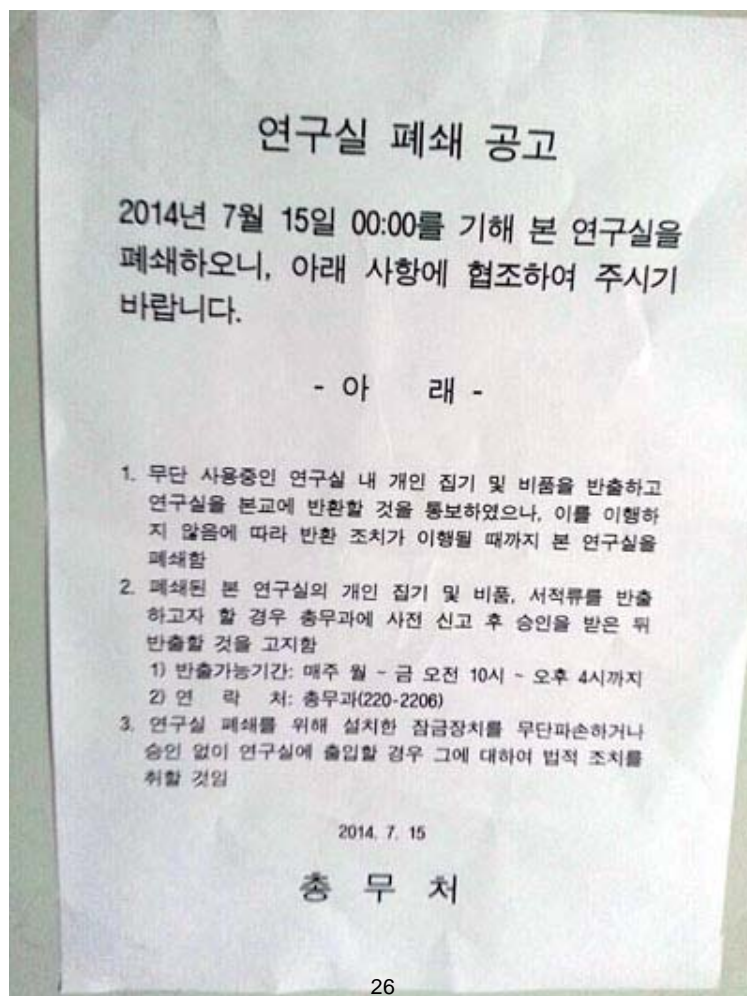 연구실 폐쇄 공고
2014년 7월 15일 00:00를 기해 본 연구실을
폐쇄하오니, 아래 사항에 협조하여 주시기
바랍니다.
- 아 래 -
1. 무단 사용중인 연구실 내 개인 집기 및 비품을 반출하고
연구실을 본교에 반환할 것을 통보하였으나, 이를 이행하
지 않음에 따라 반환 조치가 이행될 때까지 본 연구실을
폐쇄함
2. 폐쇄된 본 연구실의 개인 집기 및 비품, 서적류를 반출
하고자 할 경우 총무과에 사전 신고 후 승인을 받은 뒤
반출할 것을 고지함
1) 반출가능기간: 매주 월 ~ 금 오전 10시 ~ 오후 4시까지
2) 연 락 처: 총무과(220-2206)
3. 연구실 폐쇄를 위해 설치한 잠금장치를 무단파손하거나
승인 없이 연구실에 출입할 경우 그에 대하여 법적 조치를
취할 것임
2014. 7. 15
총 무 처
26